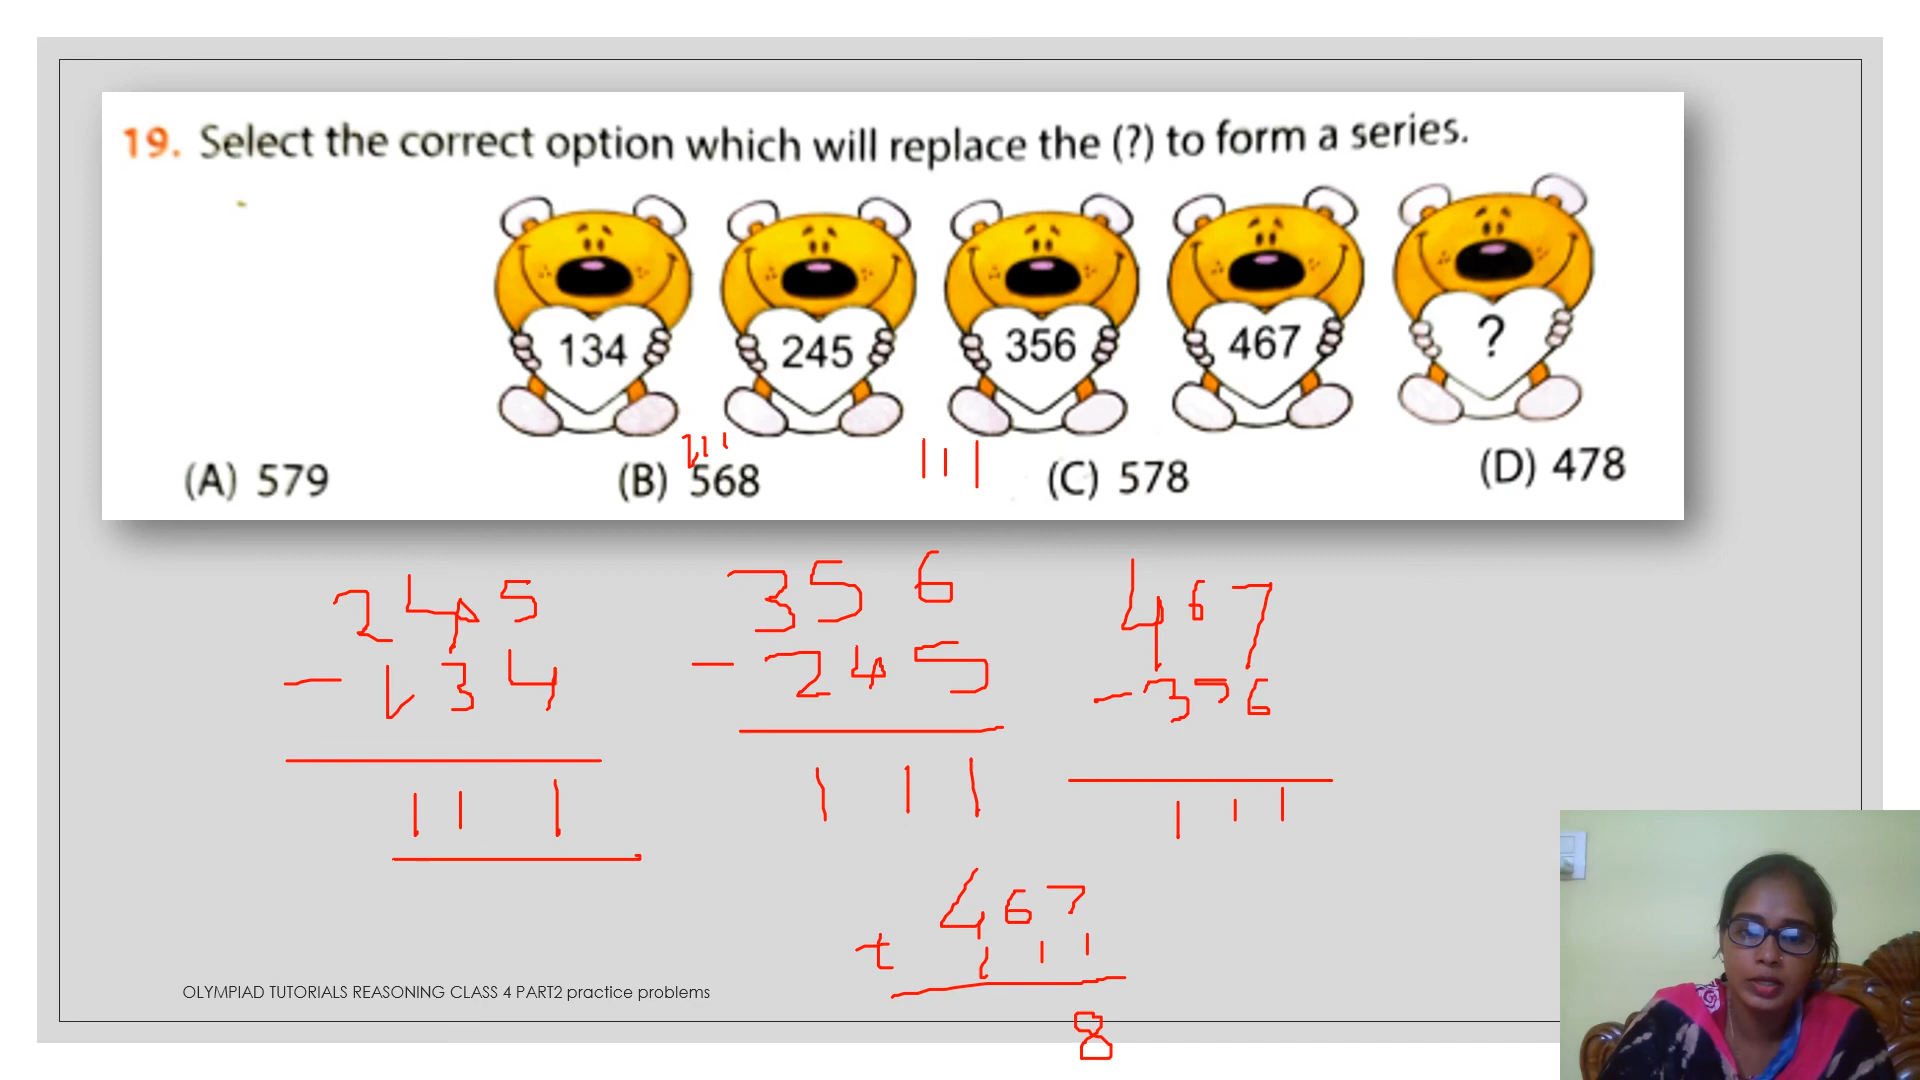 19. Select the correct option which will replace the (?) to form a series.
134 245 356 467 ?
111 111
(A) 579 (B) 568 (C) 578 (D) 478
245 356 467
- 134 - 245 - 356
111 111 111
467
+ 111
8
OLYMPIAD TUTORIALS REASONING CLASS 4 PART2 practice problems